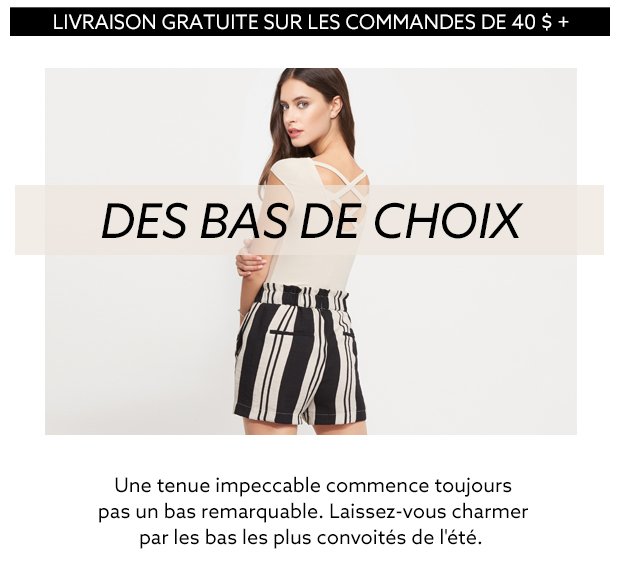 LIVRAISON GRATUITE SUR LES COMMANDES DE 40 $ +
DES BAS DE CHOIX
Une tenue impeccable commence toujours
pas un bas remarquable. Laissez-vous charmer
par les bas les plus convoités de l'été.